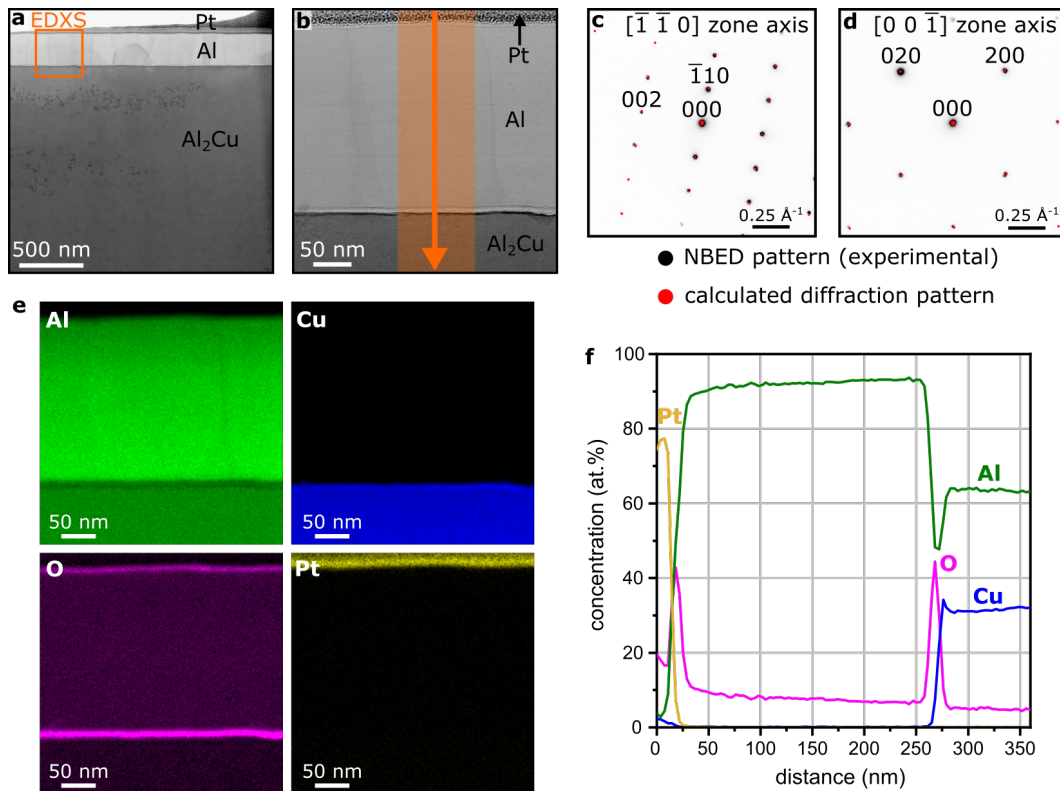 a
EDXS
Pt
Al
Al₂Cu
500 nm
b
Pt
Al
Al₂Cu
50 nm
c
[1̅ 1̅ 0] zone axis
1̅10
002
000
0.25 Å⁻¹
d
[0 0 1̅] zone axis
020
200
000
0.25 Å⁻¹
NBED pattern (experimental)
calculated diffraction pattern
e
Al
50 nm
Cu
50 nm
O
50 nm
Pt
50 nm
f
100
80
60
40
20
0
concentration (at.%)
Pt
Al
O
Cu
0 50 100 150 200 250 300 350
distance (nm)